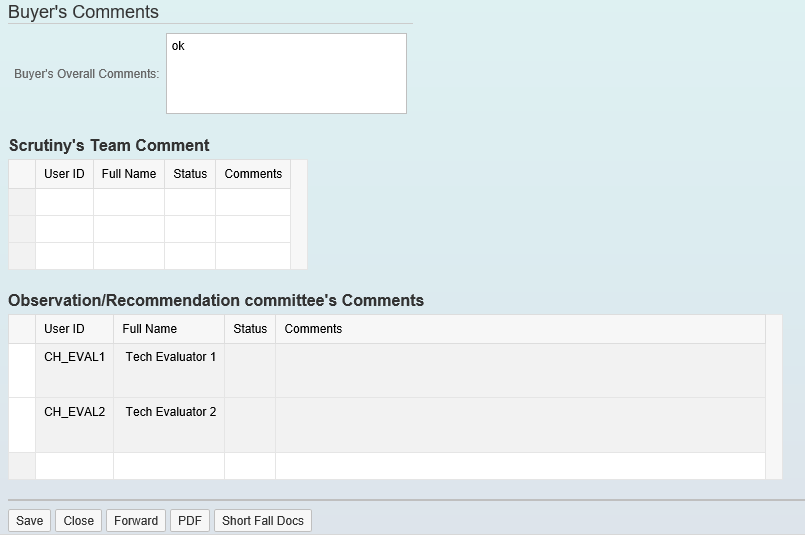 Buyer's Comments
ok
Buyer's Overall Comments:
Scrutiny's Team Comment
User ID Full Name Status Comments
Observation/Recommendation committee's Comments
User ID Full Name Status Comments
CH_EVAL1 Tech Evaluator 1
CH_EVAL2 Tech Evaluator 2
Save Close Forward PDF Short Fall Docs